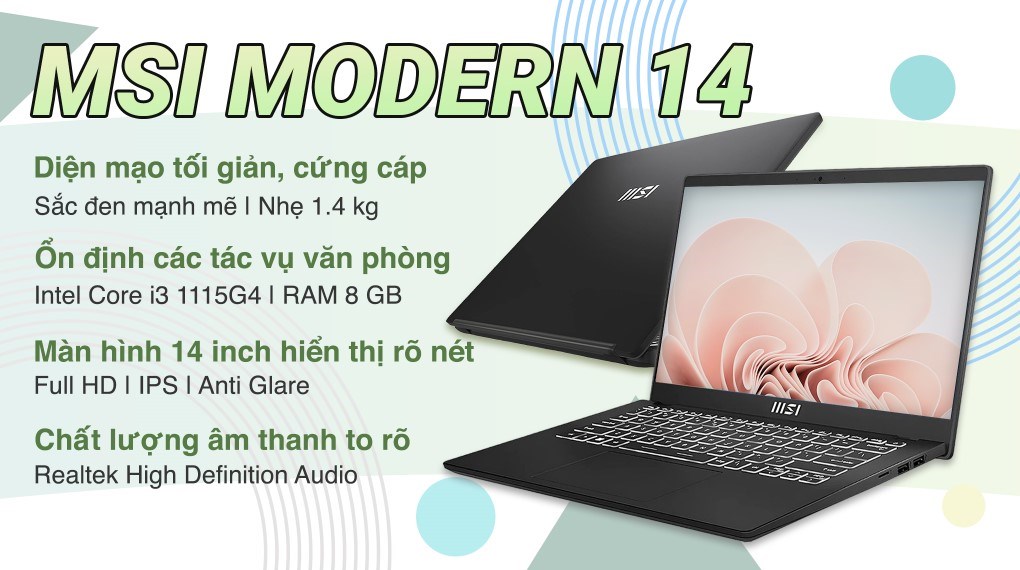 MSI MODERN 14
Diện mạo tối giản, cứng cáp
Sắc đen mạnh mẽ | Nhẹ 1.4 kg
Ổn định các tác vụ văn phòng
Intel Core i3 1115G4 | RAM 8 GB
Màn hình 14 inch hiển thị rõ nét
Full HD | IPS | Anti Glare
Chất lượng âm thanh to rõ
Realtek High Definition Audio
msi
msi